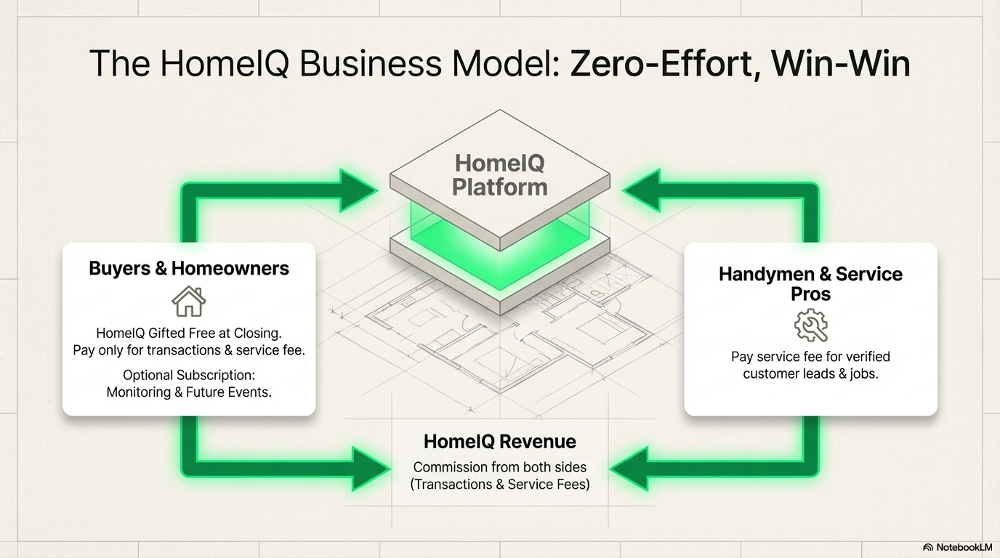 The HomeIQ Business Model: Zero-Effort, Win-Win
HomeIQ
Platform
Buyers & Homeowners
HomeIQ Gifted Free at Closing.
Pay only for transactions & service fee.
Optional Subscription:
Monitoring & Future Events.
Handymen & Service
Pros
Pay service fee for verified
customer leads & jobs.
HomeIQ Revenue
Commission from both sides
(Transactions & Service Fees)
NotebookLM